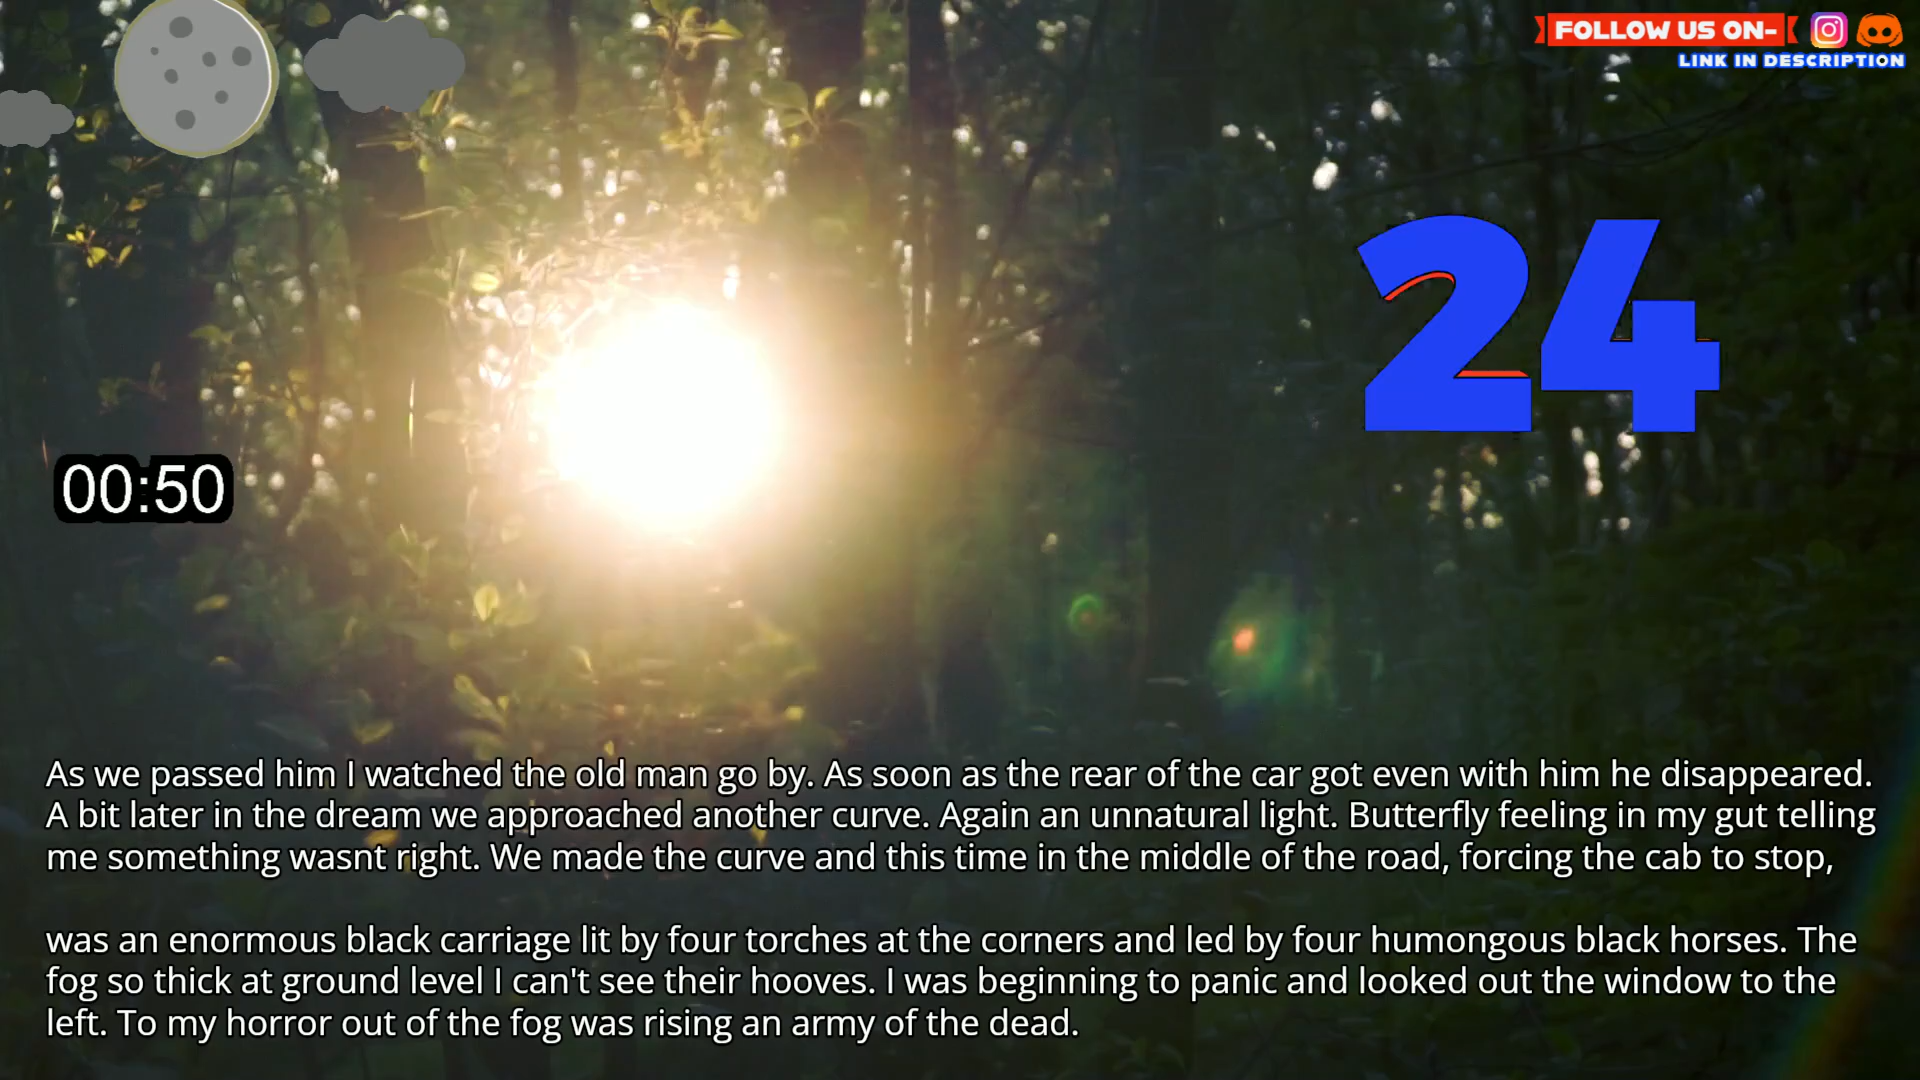 FOLLOW US ON-
LINK IN DESCRIPTION
24
00:50
As we passed him I watched the old man go by. As soon as the rear of the car got even with him he disappeared.
A bit later in the dream we approached another curve. Again an unnatural light. Butterfly feeling in my gut telling
me something wasnt right. We made the curve and this time in the middle of the road, forcing the cab to stop,
was an enormous black carriage lit by four torches at the corners and led by four humongous black horses. The
fog so thick at ground level I can't see their hooves. I was beginning to panic and looked out the window to the
left. To my horror out of the fog was rising an army of the dead.